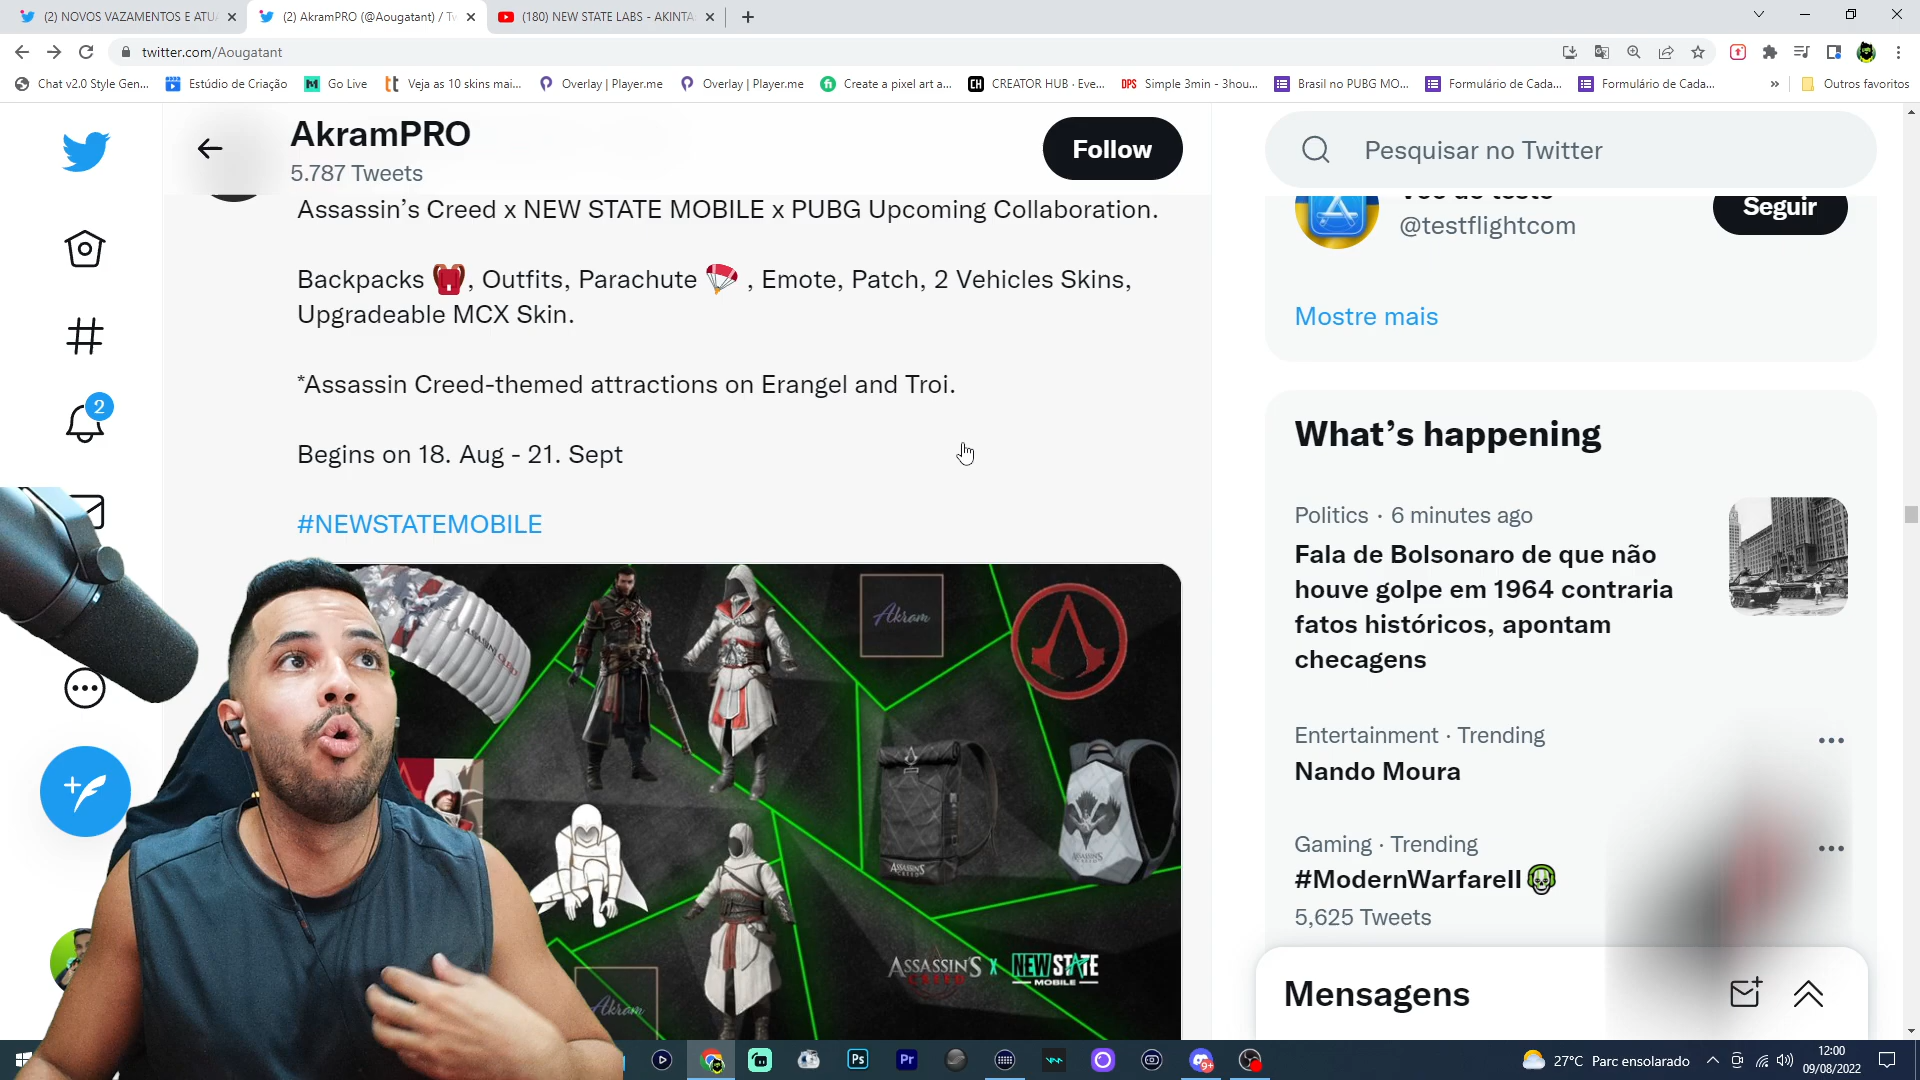 (2) NOVOS VAZAMENTOS E ATU
(2) AkramPRO (@Aougatant) / Tw
(180) NEW STATE LABS - AKINTA
twitter.com/Aougatant
Chat v2.0 Style Gen...
Estúdio de Criação
Go Live
Veja as 10 skins mai...
Overlay | Player.me
Overlay | Player.me
Create a pixel art a...
CREATOR HUB · Eve...
DPS
Simple 3min - 3hou...
Brasil no PUBG MO...
Formulário de Cada...
Formulário de Cada...
Outros favoritos
AkramPRO
5.787 Tweets
Follow
Assassin's Creed x NEW STATE MOBILE x PUBG Upcoming Collaboration.
Backpacks 🎒, Outfits, Parachute 🪂 , Emote, Patch, 2 Vehicles Skins,
Upgradeable MCX Skin.
*Assassin Creed-themed attractions on Erangel and Troi.
Begins on 18. Aug - 21. Sept
#NEWSTATEMOBILE
Akram
ASSASSIN'S CREED
ASSASSIN'S CREED X NEW STATE MOBILE
Akram
2
Pesquisar no Twitter
@testflightcom
Seguir
Mostre mais
What's happening
Politics · 6 minutes ago
Fala de Bolsonaro de que não
houve golpe em 1964 contraria
fatos históricos, apontam
checagens
Entertainment · Trending
Nando Moura
Gaming · Trending
#ModernWarfareII
5,625 Tweets
Mensagens
Ps
Pr
9+
27°C Parc ensolarado
12:00
09/08/2022